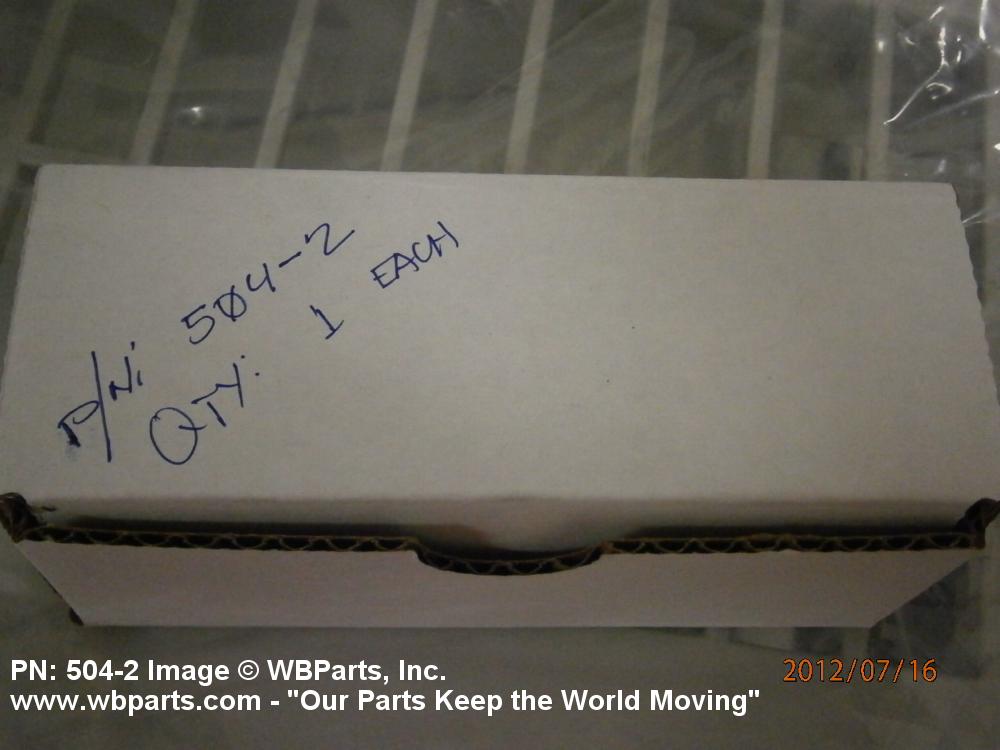 P/N: 504-2
QTY: 1 EACH
PN: 504-2 Image © WBParts, Inc.
2012/07/16
www.wbparts.com - "Our Parts Keep the World Moving"